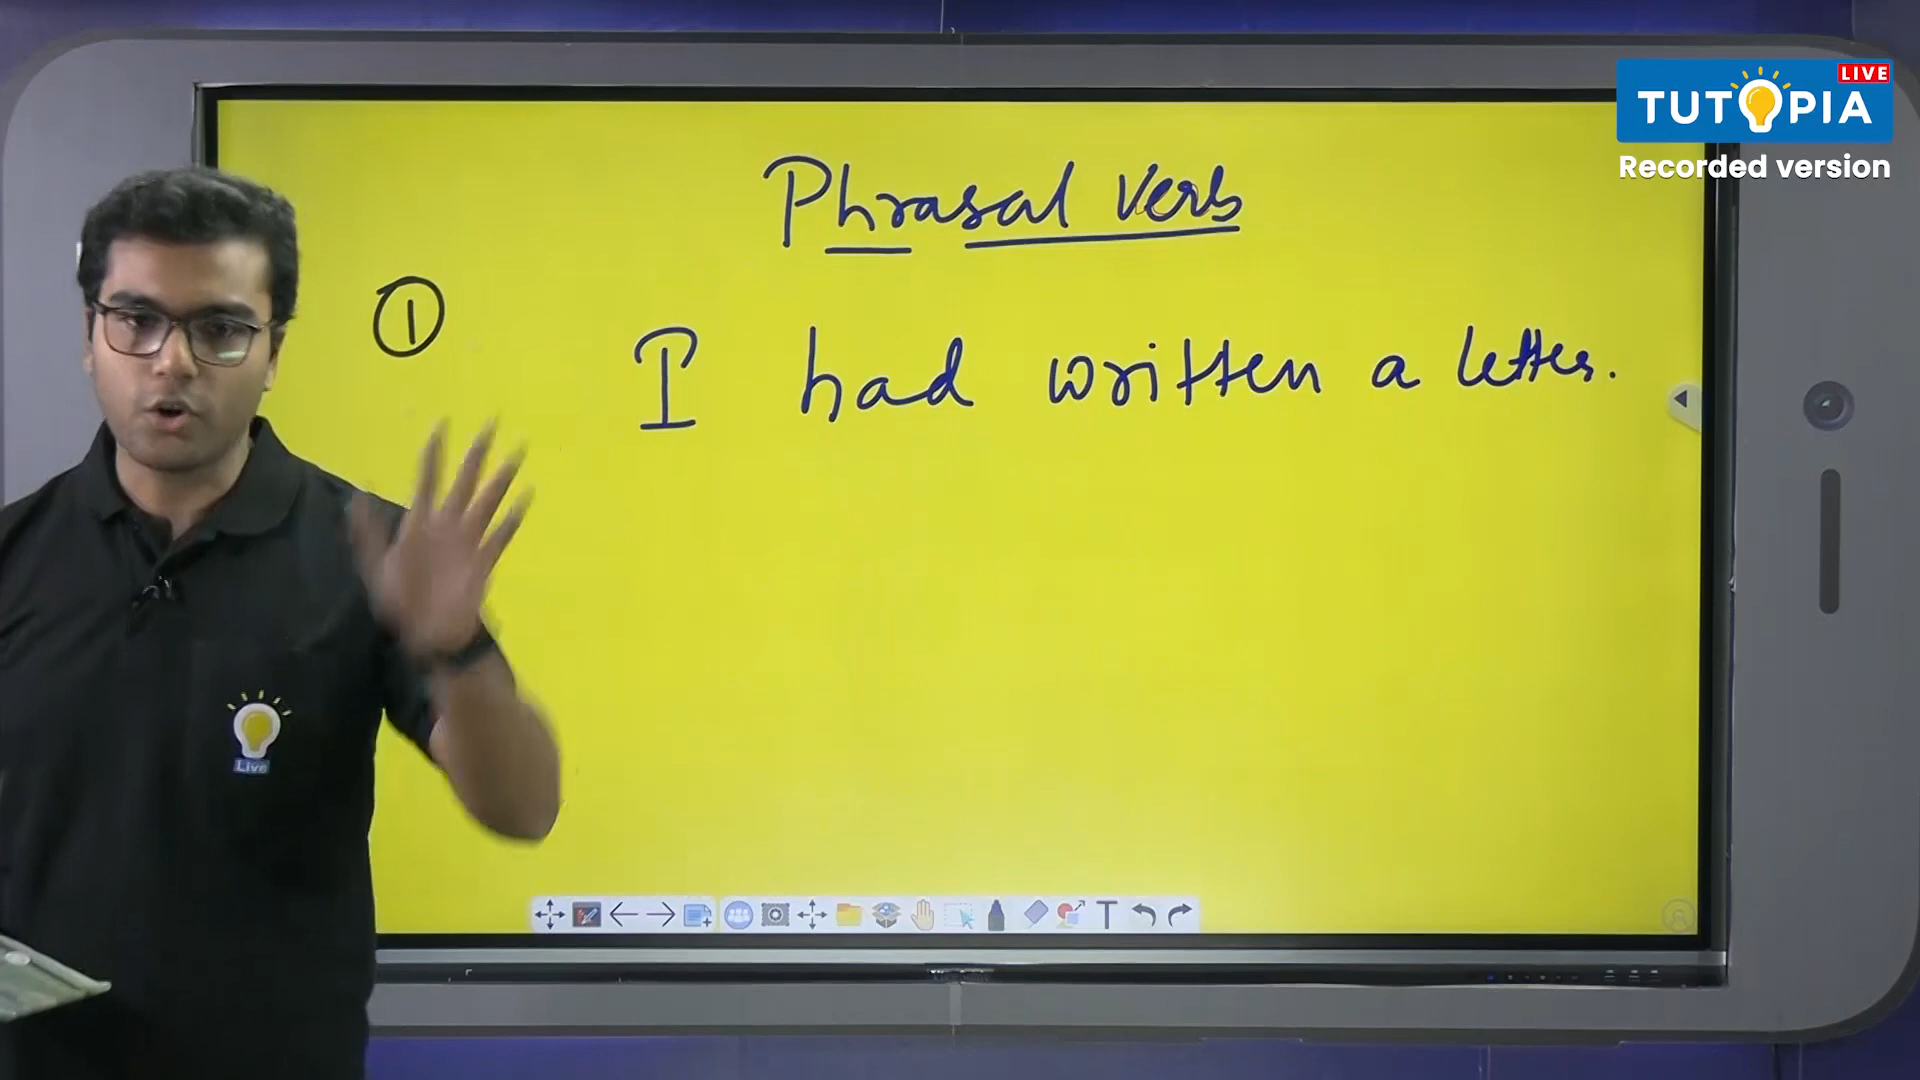 LIVE
TUTOPIA
Recorded version
Phrasal Verb
1
I had written a letter.
Live
T